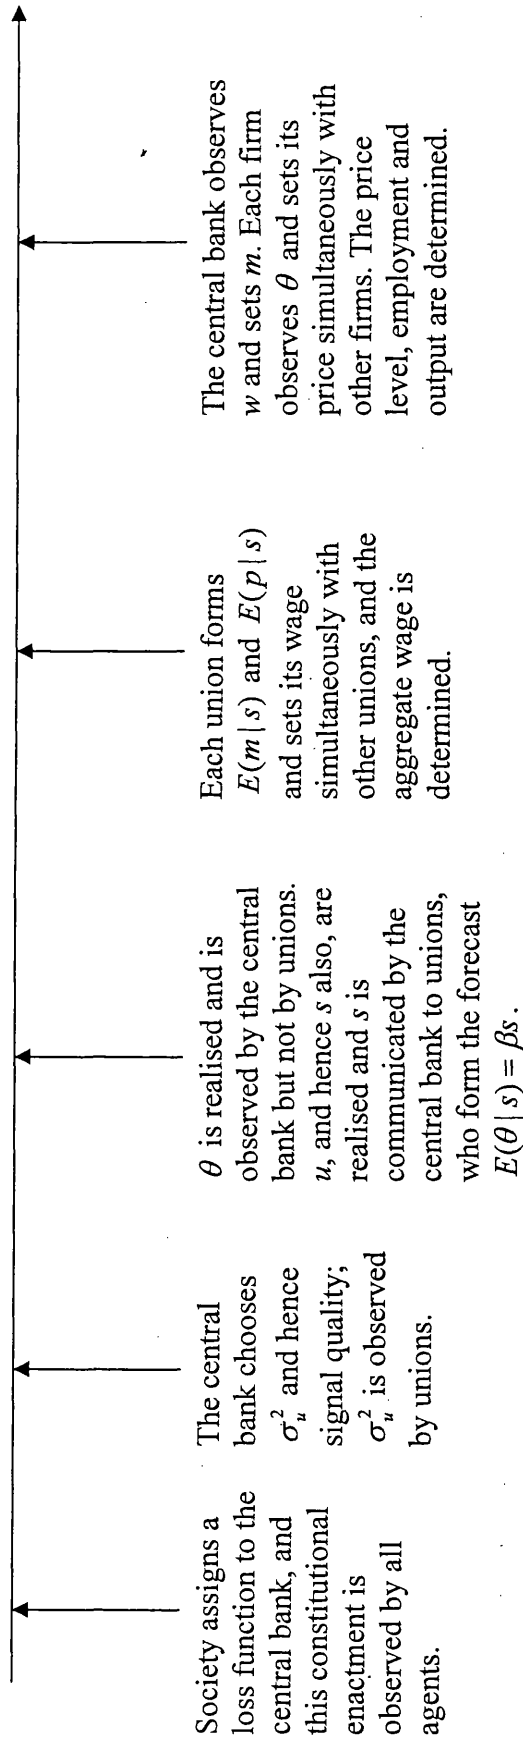 Society assigns a
loss function to the
central bank, and
this constitutional
enactment is
observed by all
agents.
The central
bank chooses
σ_u^2 and hence
signal quality;
σ_u^2 is observed
by unions.
θ is realised and is
observed by the central
bank but not by unions.
u, and hence s also, are
realised and s is
communicated by the
central bank to unions,
who form the forecast
E(θ | s) = βs.
Each union forms
E(m | s) and E(p | s)
and sets its wage
simultaneously with
other unions, and the
aggregate wage is
determined.
The central bank observes
w and sets m. Each firm
observes θ and sets its
price simultaneously with
other firms. The price
level, employment and
output are determined.